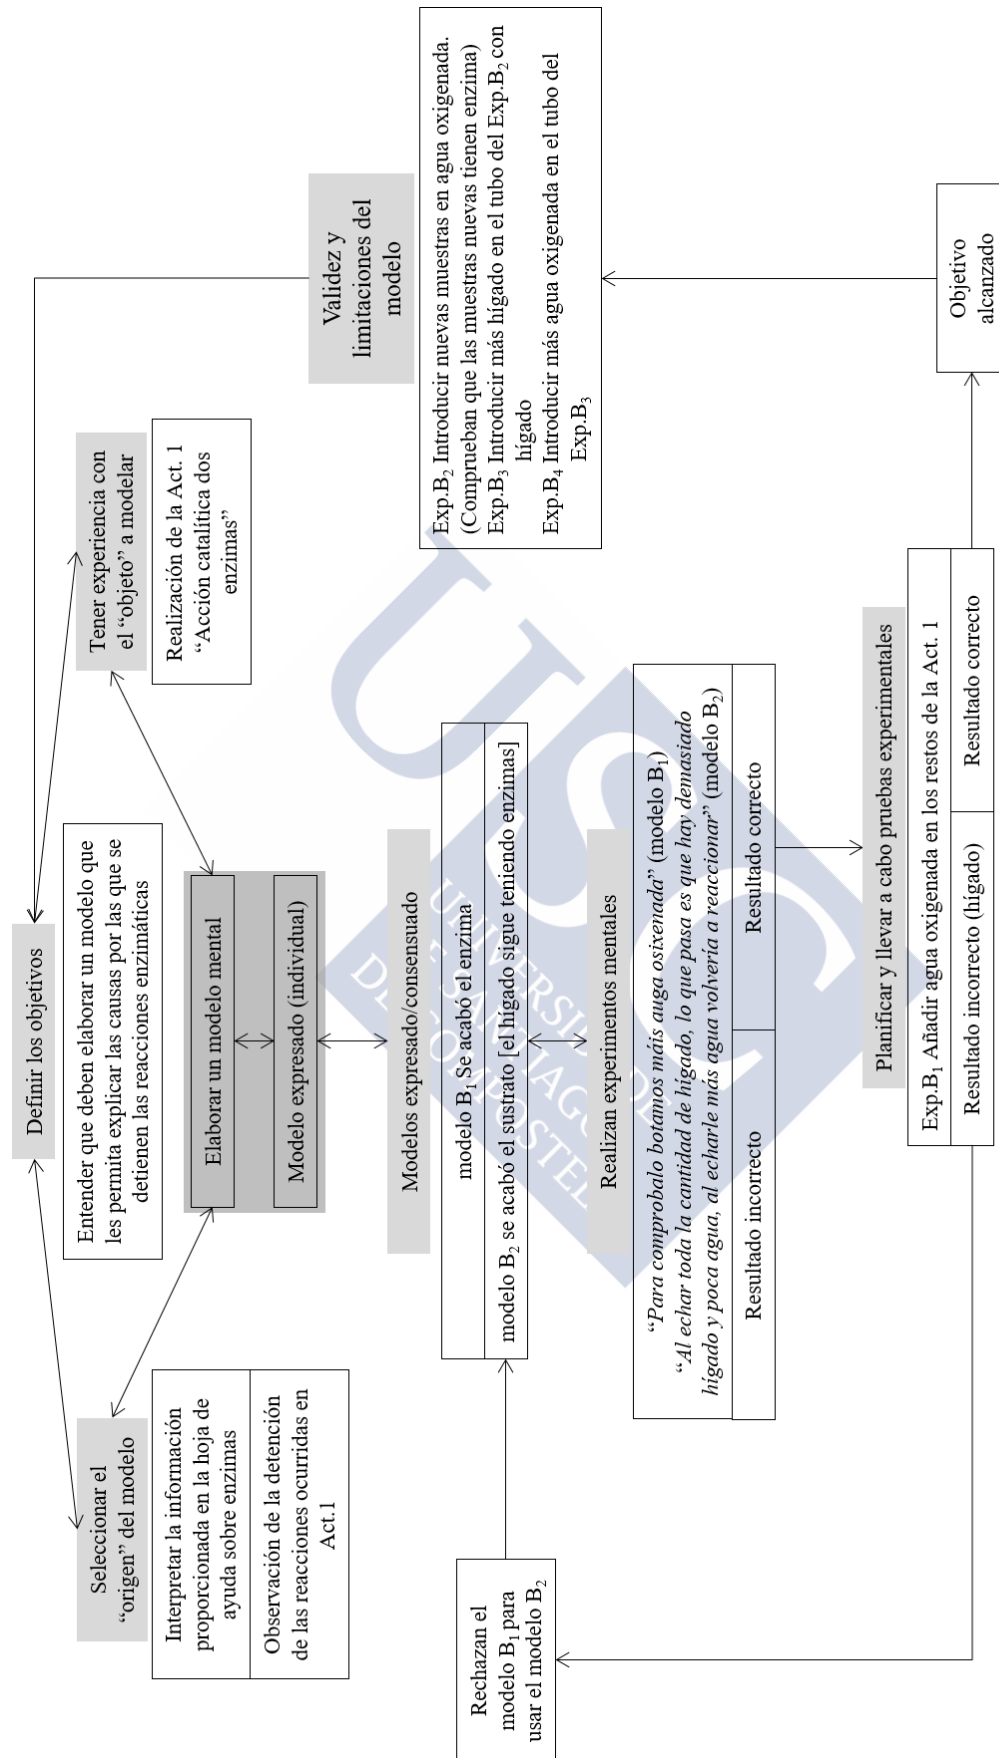 Definir los objetivos
Entender que deben elaborar un modelo que
les permita explicar las causas por las que se
detienen las reacciones enzimáticas
Seleccionar el
“origen” del modelo
Interpretar la información
proporcionada en la hoja de
ayuda sobre enzimas
Observación de la detención
de las reacciones ocurridas en
Act.1
Elaborar un modelo mental
Modelo expresado (individual)
Tener experiencia con
el “objeto” a modelar
Realización de la Act. 1
“Acción catalítica dos
enzimas”
Modelos expresado/consensuado
modelo B₁ Se acabó el enzima
modelo B₂ se acabó el sustrato [el hígado sigue teniendo enzimas]
Realizan experimentos mentales
“Para comprobalo botamos máis auga osixenada” (modelo B₁)
“Al echar toda la cantidad de hígado, lo que pasa es que hay demasiado
hígado y poca agua, al echarle más agua volvería a reaccionar” (modelo B₂)
Resultado incorrecto
Resultado correcto
Rechazan el
modelo B₁ para
usar el modelo B₂
Planificar y llevar a cabo pruebas experimentales
Exp.B₁ Añadir agua oxigenada en los restos de la Act. 1
Resultado incorrecto (hígado)
Resultado correcto
Objetivo
alcanzado
Validez y
limitaciones del
modelo
Exp.B₂ Introducir nuevas muestras en agua oxigenada.
(Comprueban que las muestras nuevas tienen enzima)
Exp.B₃ Introducir más hígado en el tubo del Exp.B₂ con
hígado
Exp.B₄ Introducir más agua oxigenada en el tubo del
Exp.B₃
USC
UNIVERSIDADE
DE SANTIAGO
DE COMPOSTELA